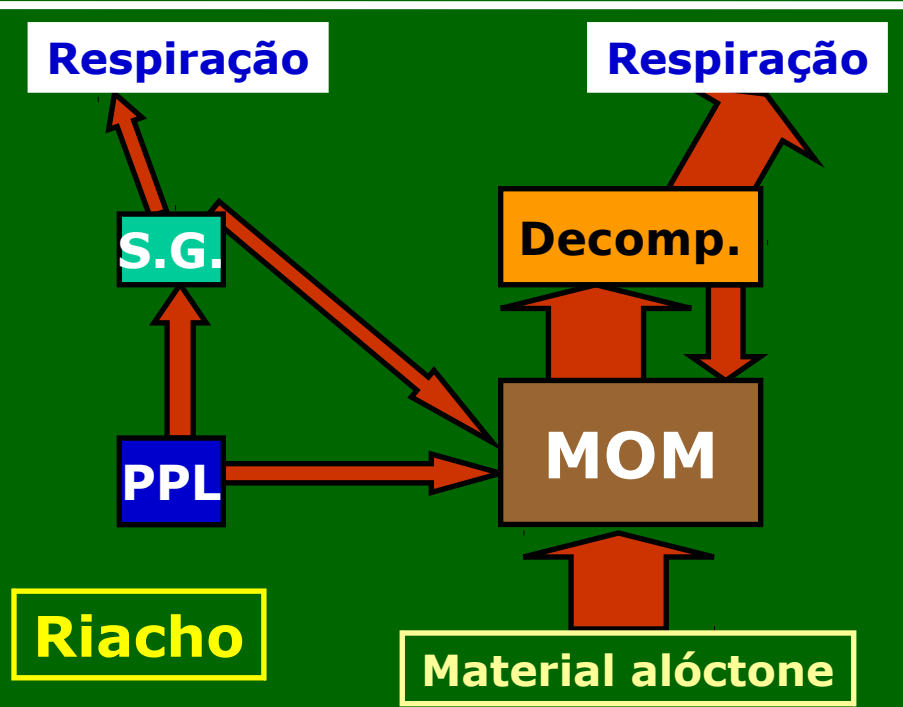 Respiração
Respiração
S.G.
Decomp.
PPL
MOM
Riacho
Material alóctone